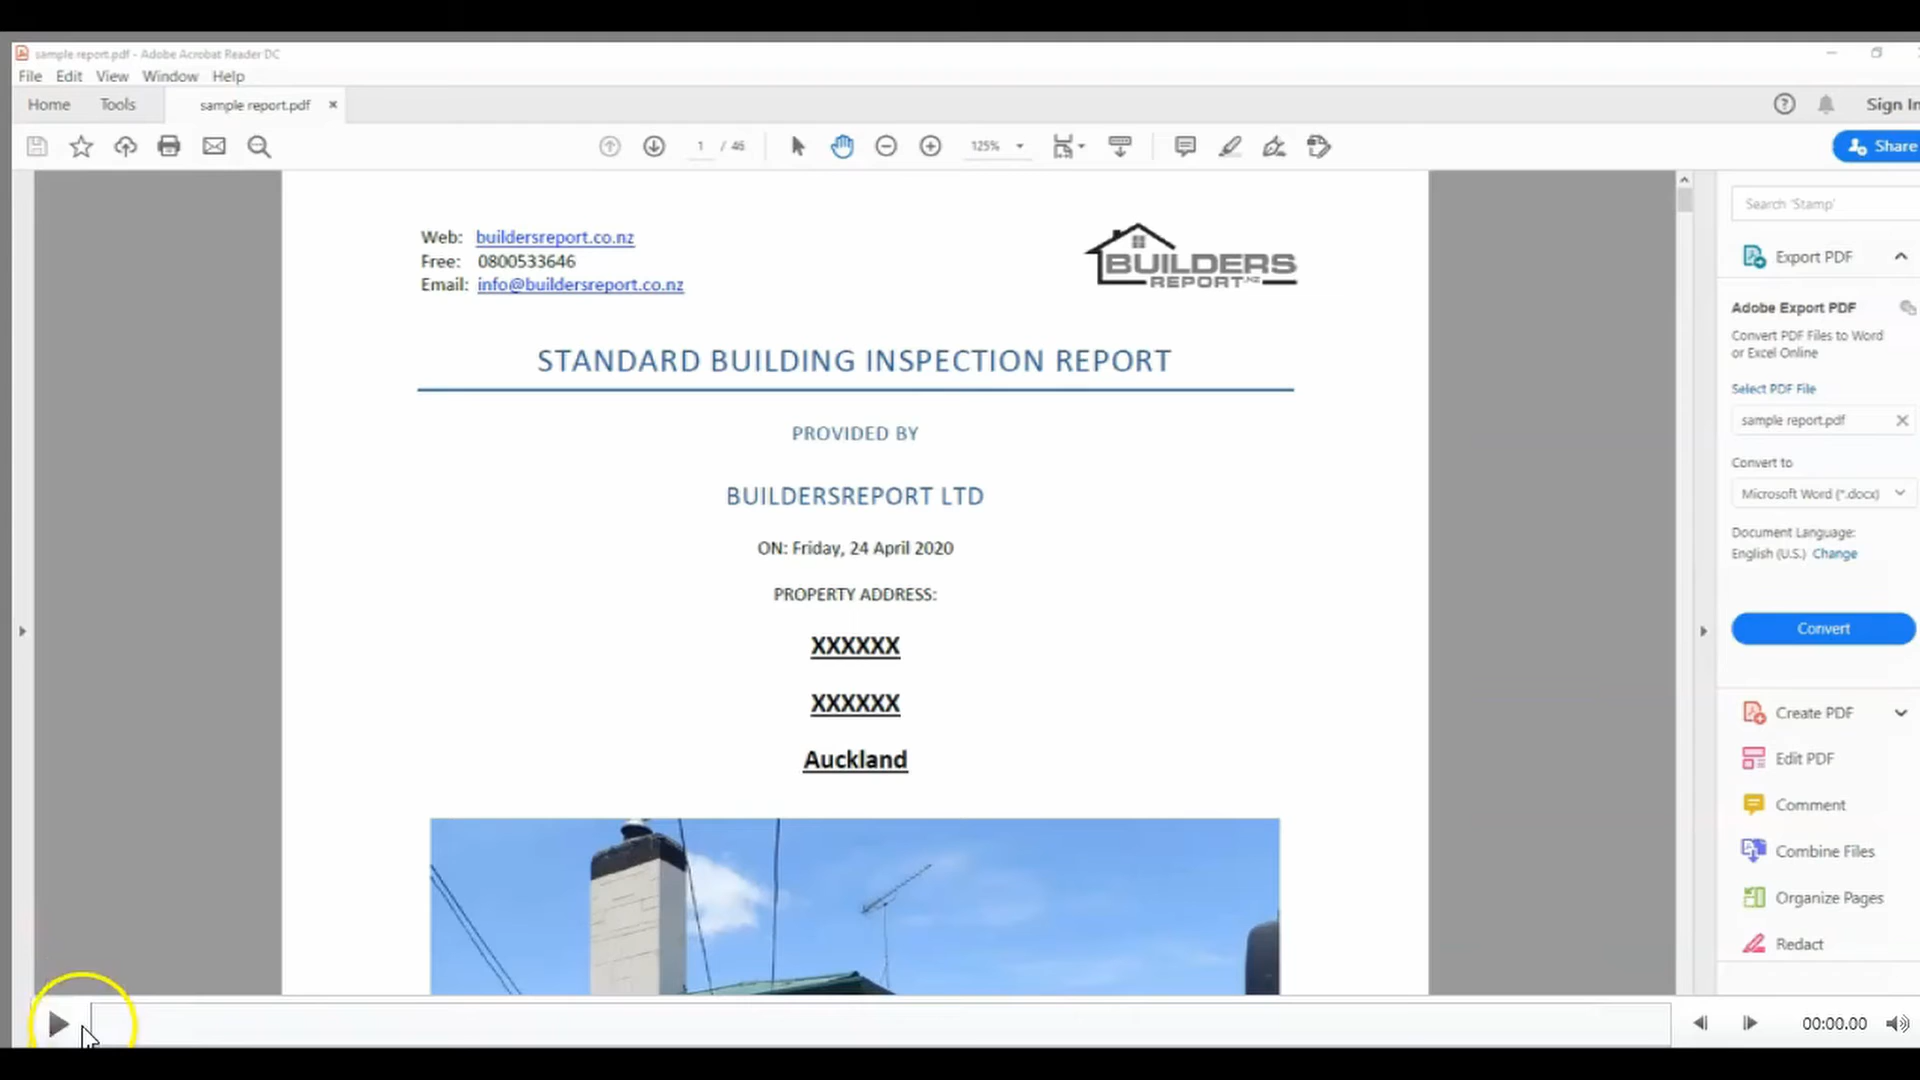 sample report.pdf - Adobe Acrobat Reader DC
File Edit View Window Help
Home Tools sample report.pdf × Sign In
1 / 46 125% Share
Web: buildersreport.co.nz
Free: 0800533646
Email: info@buildersreport.co.nz
BUILDERS
REPORT.NZ
STANDARD BUILDING INSPECTION REPORT
PROVIDED BY
BUILDERSREPORT LTD
ON: Friday, 24 April 2020
PROPERTY ADDRESS:
XXXXXX
XXXXXX
Auckland
Search 'Stamp'
Export PDF
Adobe Export PDF
Convert PDF Files to Word
or Excel Online
Select PDF File
sample report.pdf
Convert to
Microsoft Word (*.docx)
Document Language:
English (U.S.) Change
Convert
Create PDF
Edit PDF
Comment
Combine Files
Organize Pages
Redact
00:00.00